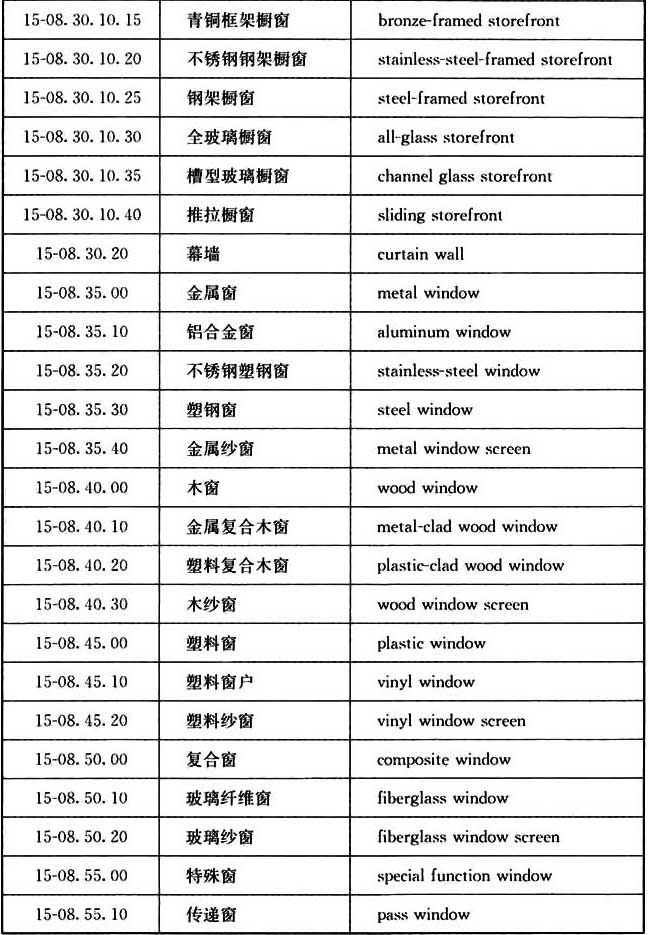 15-08. 30. 10. 15 青铜框架橱窗 bronze-framed storefront
15-08. 30. 10. 20 不锈钢钢架橱窗 stainless-steel-framed storefront
15-08. 30. 10. 25 钢架橱窗 steel-framed storefront
15-08. 30. 10. 30 全玻璃橱窗 all-glass storefront
15-08. 30. 10. 35 槽型玻璃橱窗 channel glass storefront
15-08. 30. 10. 40 推拉橱窗 sliding storefront
15-08. 30. 20 幕墙 curtain wall
15-08. 35. 00 金属窗 metal window
15-08. 35. 10 铝合金窗 aluminum window
15-08. 35. 20 不锈钢塑钢窗 stainless-steel window
15-08. 35. 30 塑钢窗 steel window
15-08. 35. 40 金属纱窗 metal window screen
15-08. 40. 00 木窗 wood window
15-08. 40. 10 金属复合木窗 metal-clad wood window
15-08. 40. 20 塑料复合木窗 plastic-clad wood window
15-08. 40. 30 木纱窗 wood window screen
15-08. 45. 00 塑料窗 plastic window
15-08. 45. 10 塑料窗户 vinyl window
15-08. 45. 20 塑料纱窗 vinyl window screen
15-08. 50. 00 复合窗 composite window
15-08. 50. 10 玻璃纤维窗 fiberglass window
15-08. 50. 20 玻璃纱窗 fiberglass window screen
15-08. 55. 00 特殊窗 special function window
15-08. 55. 10 传递窗 pass window